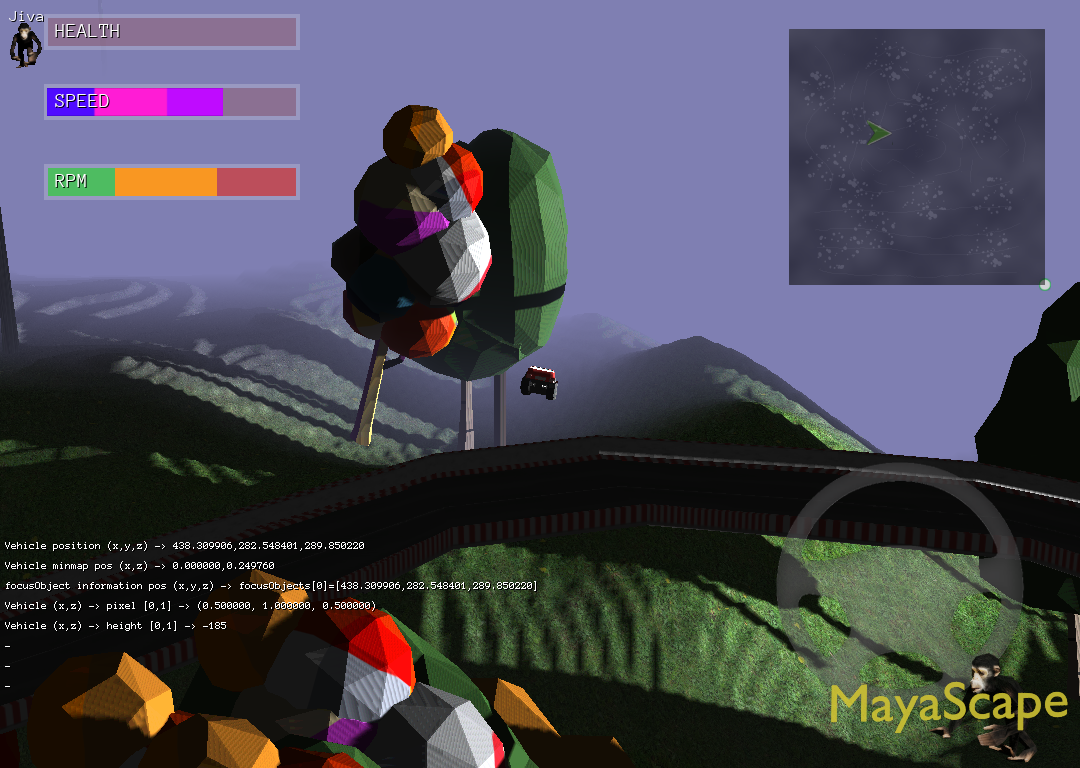 Jiva
HEALTH
SPEED
RPM
Vehicle position (x,y,z) -> 438.309906,282.548401,289.850220
Vehicle minmap pos (x,z) -> 0.000000,0.249760
focusObject information pos (x,y,z) -> focusObjects[0]=[438.309906,282.548401,289.850220]
Vehicle (x,z) -> pixel [0,1] -> (0.500000, 1.000000, 0.500000)
Vehicle (x,z) -> height [0,1] -> -185
-
-
-
MayaScape